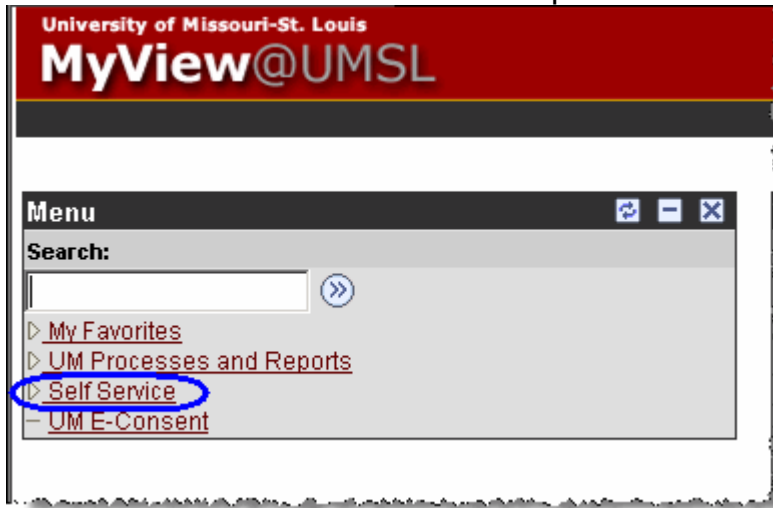 University of Missouri-St. Louis
MyView@UMSL
Menu
Search:
My Favorites
UM Processes and Reports
Self Service
UM E-Consent